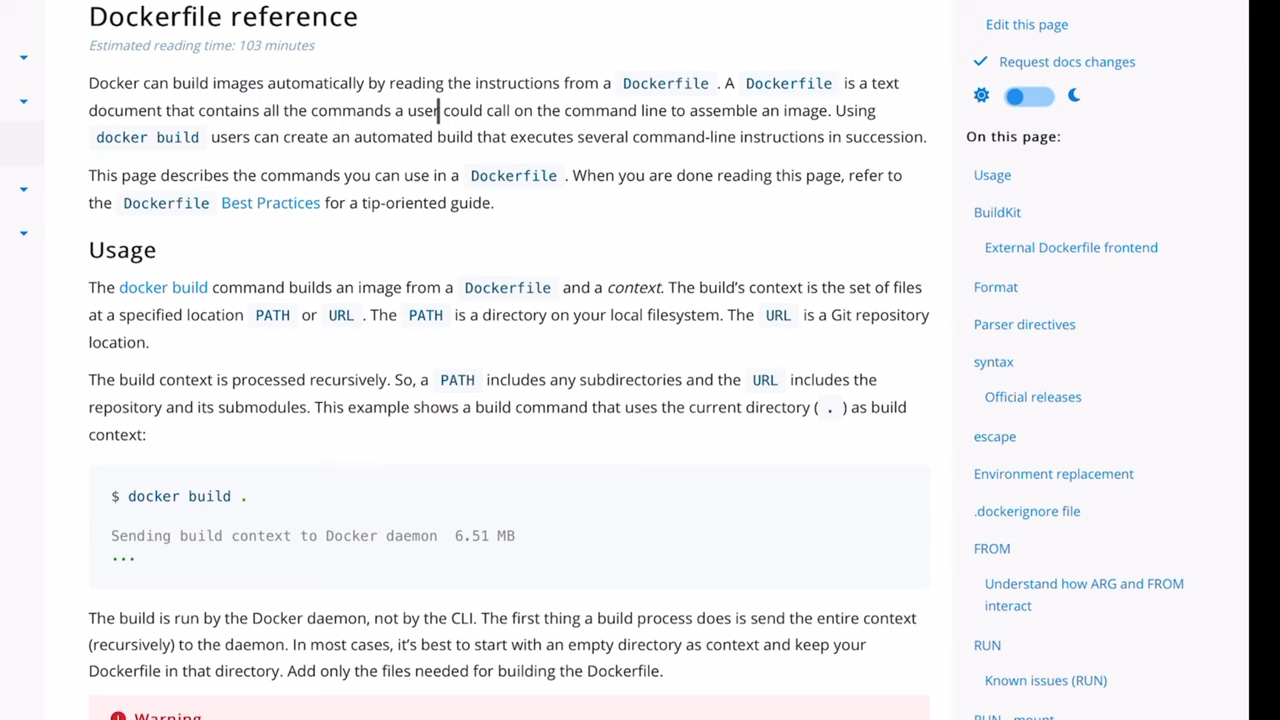 Dockerfile reference
Estimated reading time: 103 minutes
Docker can build images automatically by reading the instructions from a Dockerfile . A Dockerfile is a text
document that contains all the commands a user could call on the command line to assemble an image. Using
docker build users can create an automated build that executes several command-line instructions in succession.
This page describes the commands you can use in a Dockerfile . When you are done reading this page, refer to
the Dockerfile Best Practices for a tip-oriented guide.
Usage
The docker build command builds an image from a Dockerfile and a context. The build’s context is the set of files
at a specified location PATH or URL . The PATH is a directory on your local filesystem. The URL is a Git repository
location.
The build context is processed recursively. So, a PATH includes any subdirectories and the URL includes the
repository and its submodules. This example shows a build command that uses the current directory ( . ) as build
context:
$ docker build .
Sending build context to Docker daemon  6.51 MB
...
The build is run by the Docker daemon, not by the CLI. The first thing a build process does is send the entire context
(recursively) to the daemon. In most cases, it’s best to start with an empty directory as context and keep your
Dockerfile in that directory. Add only the files needed for building the Dockerfile.
Warning
Edit this page
Request docs changes
On this page:
Usage
BuildKit
External Dockerfile frontend
Format
Parser directives
syntax
Official releases
escape
Environment replacement
.dockerignore file
FROM
Understand how ARG and FROM
interact
RUN
Known issues (RUN)
RUN --mount